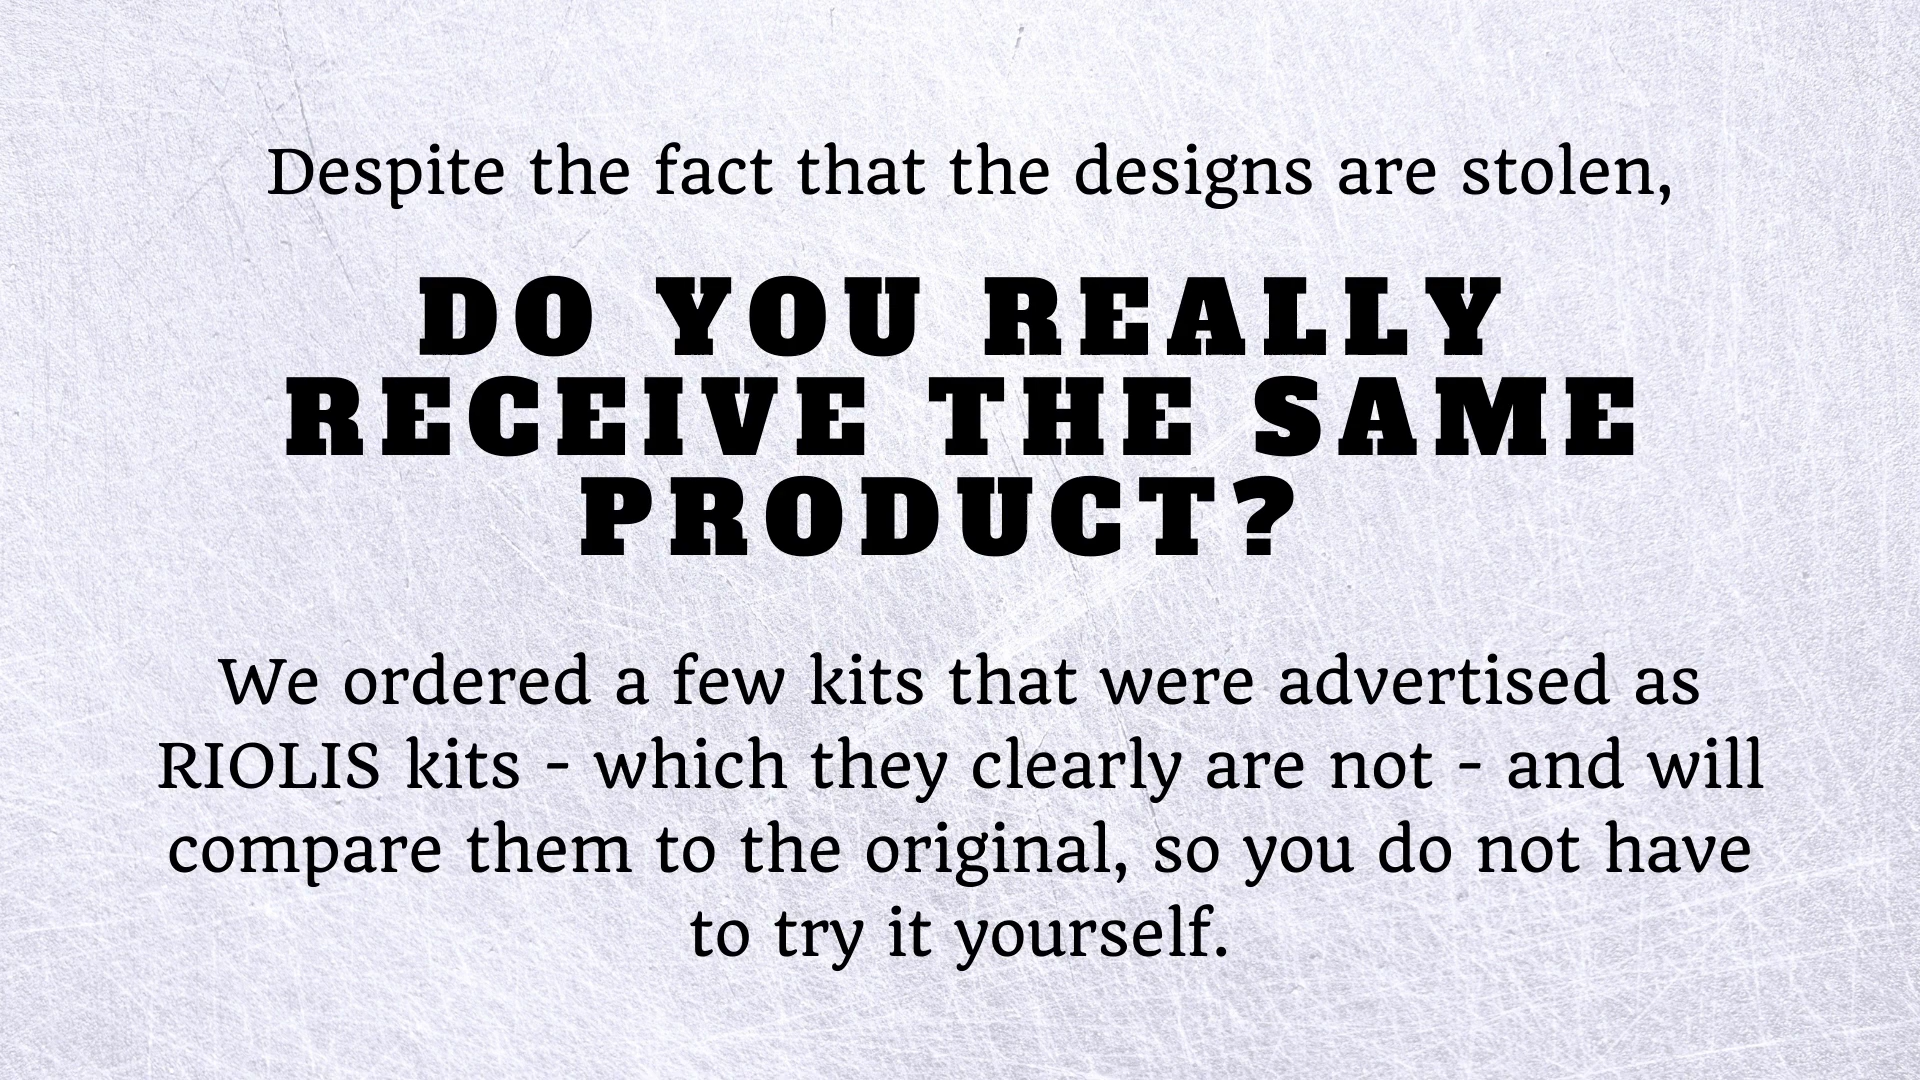 Despite the fact that the designs are stolen,
DO YOU REALLY
RECEIVE THE SAME
PRODUCT?
We ordered a few kits that were advertised as
RIOLIS kits - which they clearly are not - and will
compare them to the original, so you do not have
to try it yourself.